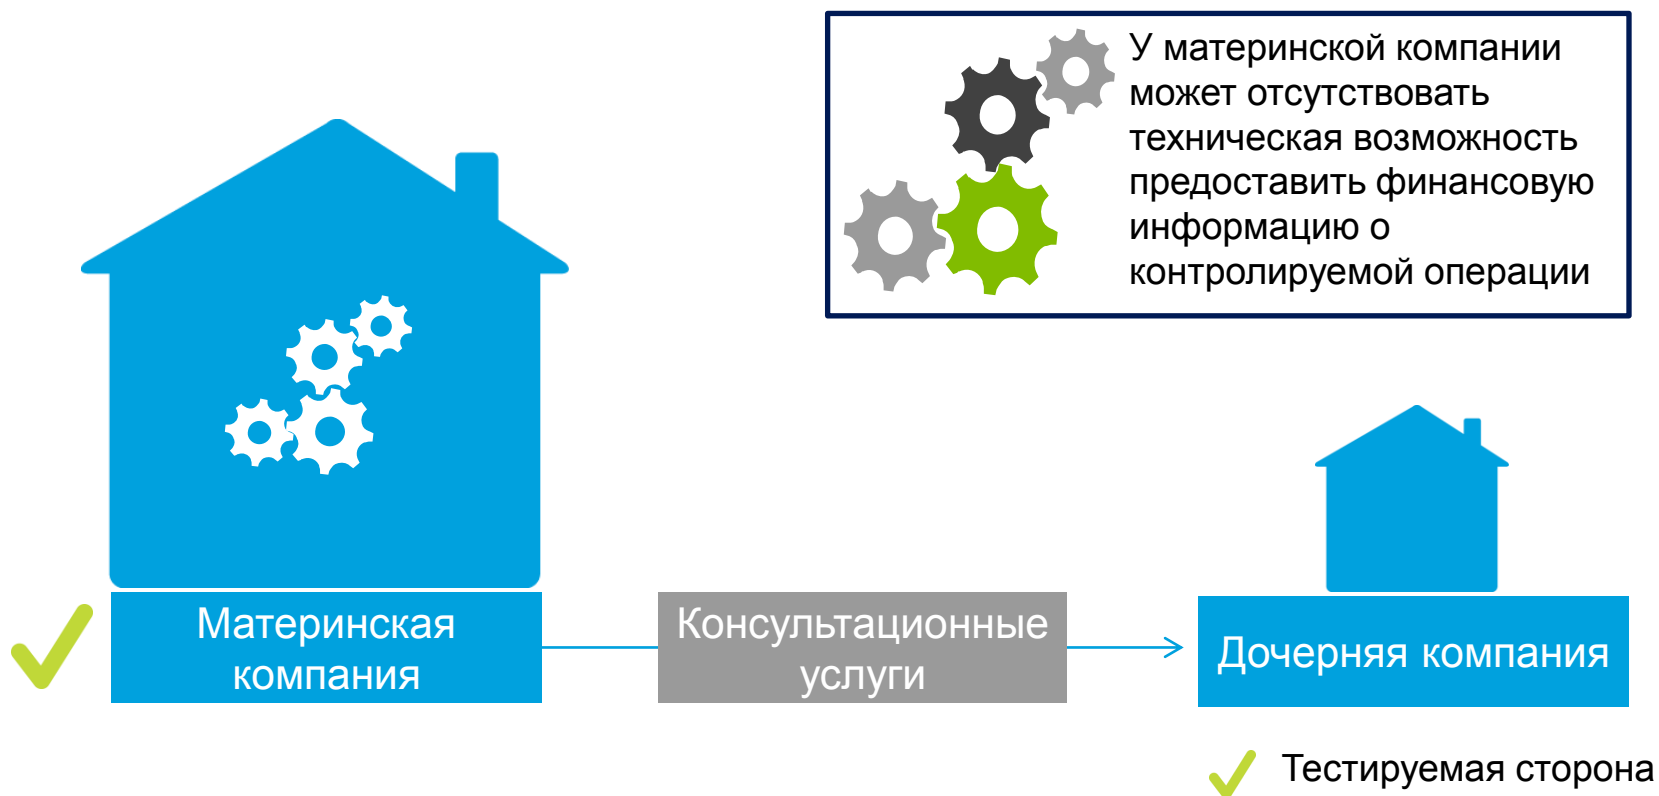 У материнской компании
может отсутствовать
техническая возможность
предоставить финансовую
информацию о
контролируемой операции
Материнская
компания
Консультационные
услуги
Дочерняя компания
Тестируемая сторона